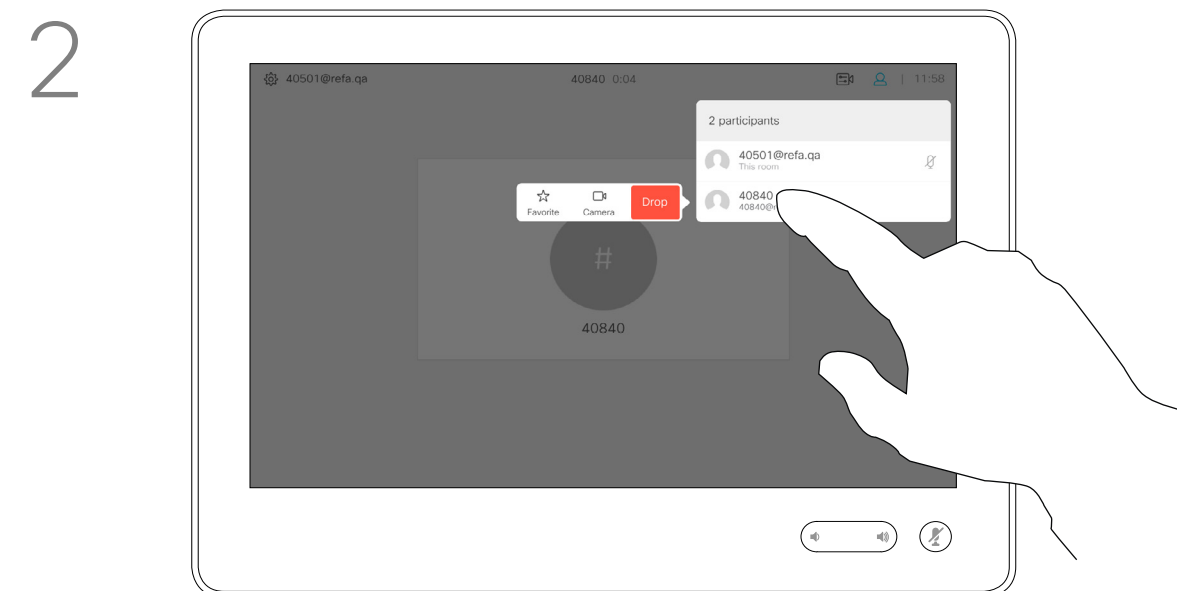 2
40501@refa.qa
40840 0:04
| 11:58
2 participants
40501@refa.qa
This room
40840
Favorite
Camera
Drop
#
40840